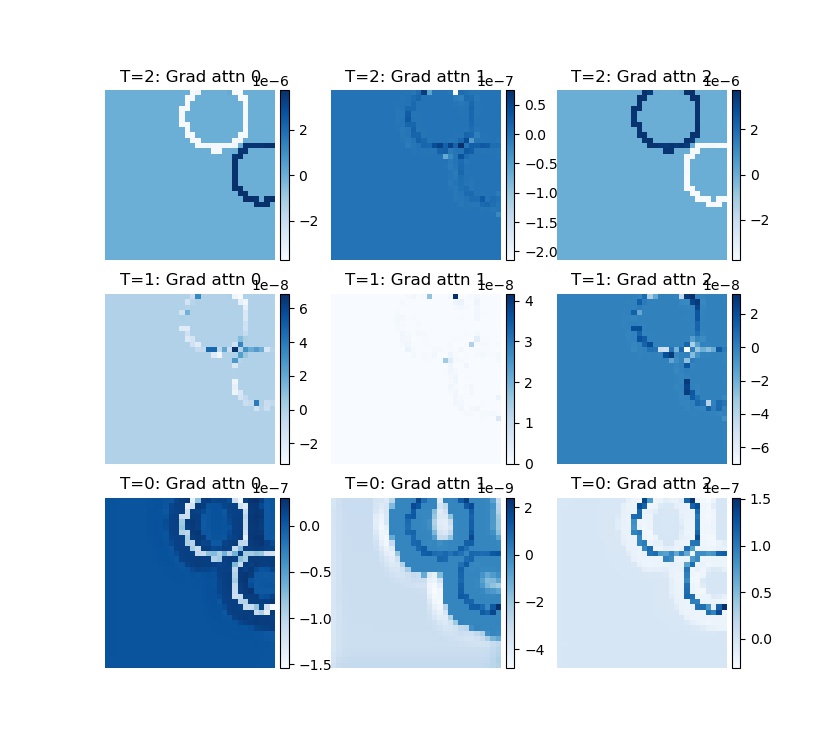 T=2: Grad attn 0 1e−6 T=2: Grad attn 1 1e−7 T=2: Grad attn 2 1e−6
2 0.5 2
0 0.0 0
−0.5
−2 −1.0 −2
−1.5
−2.0
T=1: Grad attn 0 1e−8 T=1: Grad attn 1 1e−8 T=1: Grad attn 2 1e−8
6 4 2
4 3 0
2 2 −2
0 1 −4
−2 0 −6
T=0: Grad attn 0 1e−7 T=0: Grad attn 1 1e−9 T=0: Grad attn 2 1e−7
0.0 2 1.5
−0.5 0 1.0
−1.0 −2 0.5
−1.5 −4 0.0